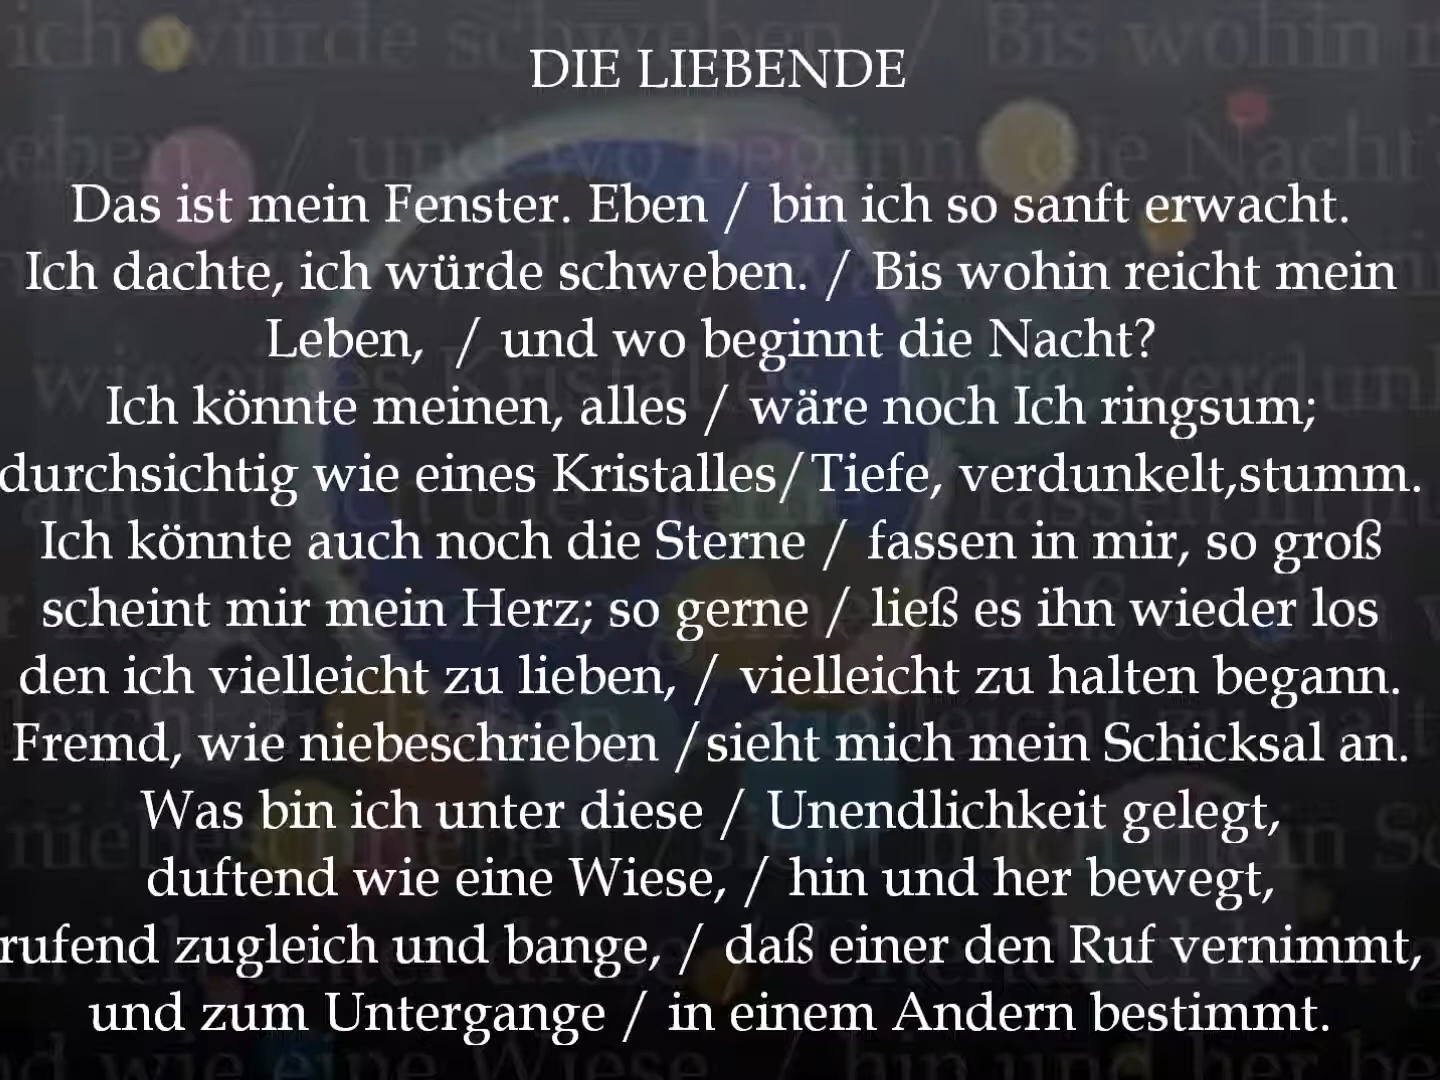 DIE LIEBENDE
Das ist mein Fenster. Eben / bin ich so sanft erwacht.
Ich dachte, ich würde schweben. / Bis wohin reicht mein
Leben, / und wo beginnt die Nacht?
Ich könnte meinen, alles / wäre noch Ich ringsum;
durchsichtig wie eines Kristalles/Tiefe, verdunkelt,stumm.
Ich könnte auch noch die Sterne / fassen in mir, so groß
scheint mir mein Herz; so gerne / ließ es ihn wieder los
den ich vielleicht zu lieben, / vielleicht zu halten begann.
Fremd, wie niebeschrieben /sieht mich mein Schicksal an.
Was bin ich unter diese / Unendlichkeit gelegt,
duftend wie eine Wiese, / hin und her bewegt,
rufend zugleich und bange, / daß einer den Ruf vernimmt,
und zum Untergange / in einem Andern bestimmt.